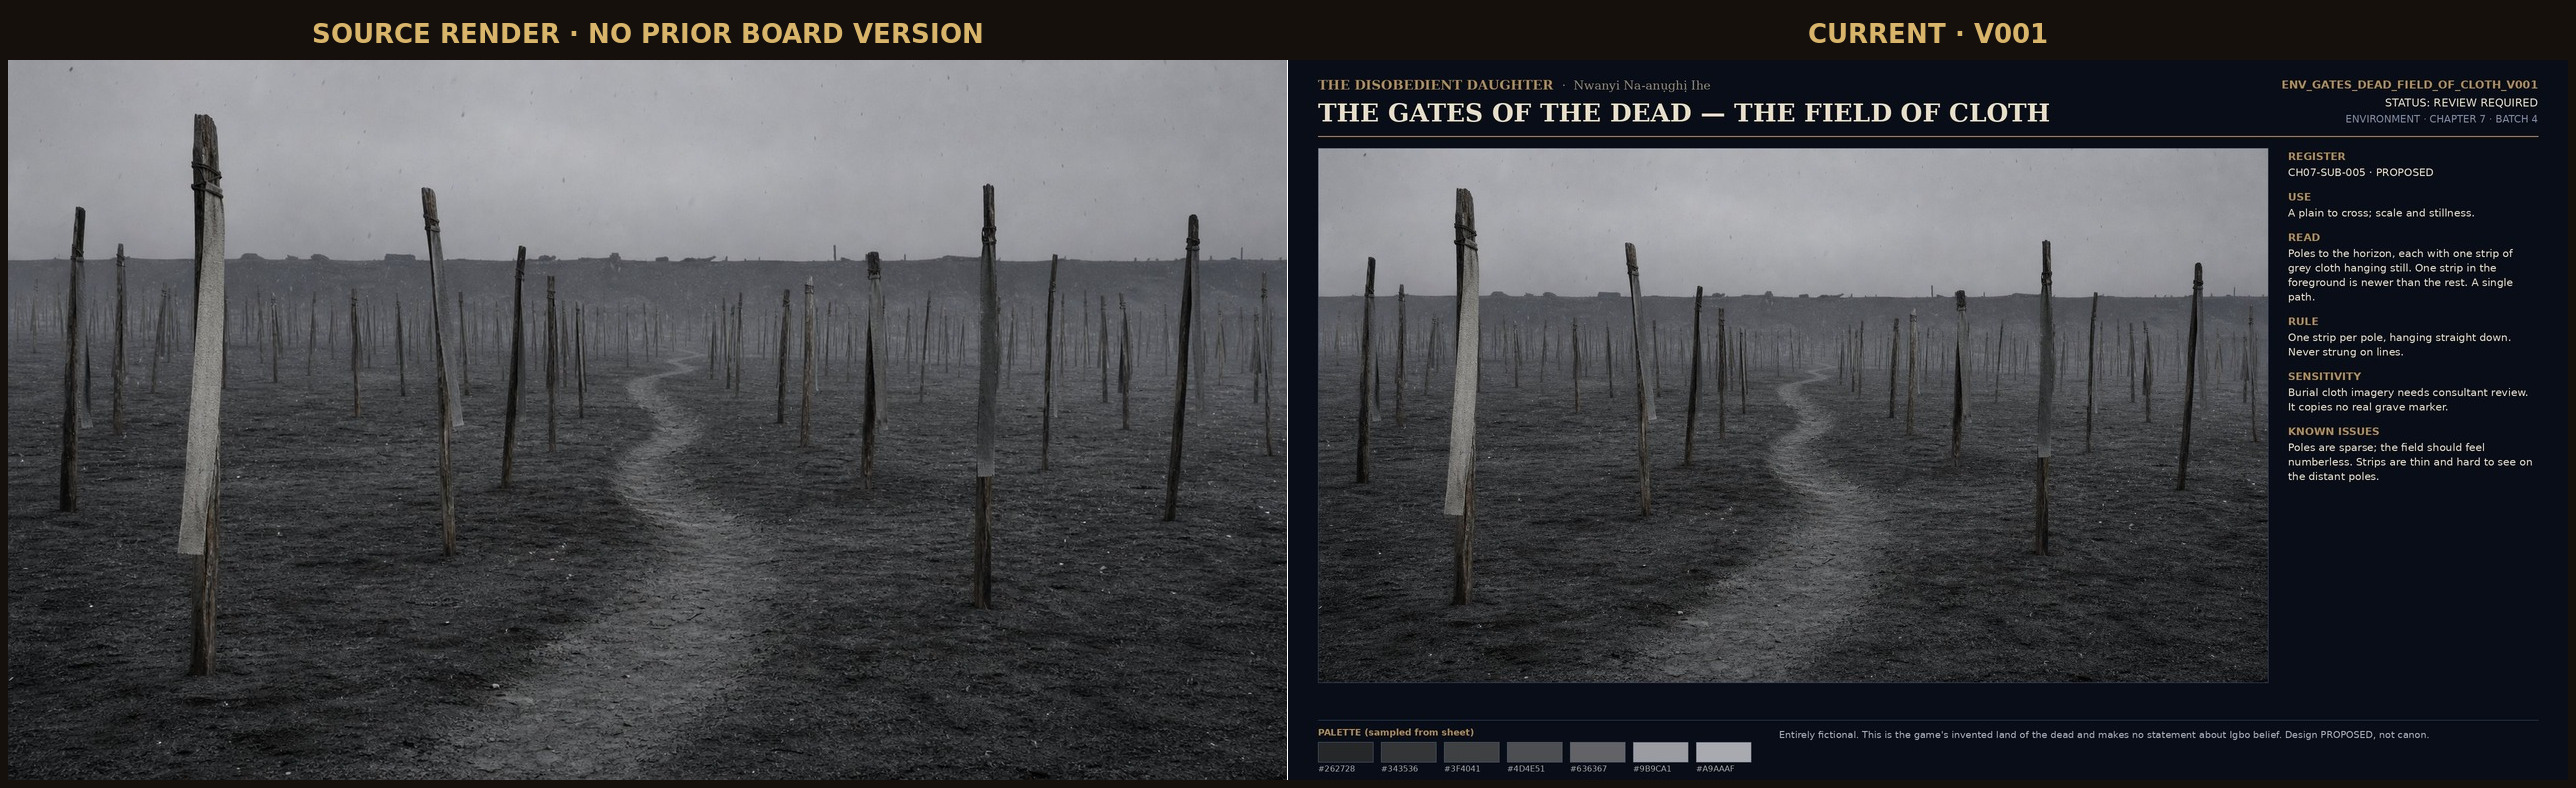 SOURCE RENDER · NO PRIOR BOARD VERSION
CURRENT · V001
THE DISOBEDIENT DAUGHTER · Nwanyi Na-anụghị Ihe
THE GATES OF THE DEAD — THE FIELD OF CLOTH
ENV_GATES_DEAD_FIELD_OF_CLOTH_V001
STATUS: REVIEW REQUIRED
ENVIRONMENT · CHAPTER 7 · BATCH 4
REGISTER
CH07-SUB-005 · PROPOSED
USE
A plain to cross; scale and stillness.
READ
Poles to the horizon, each with one strip of
grey cloth hanging still. One strip in the
foreground is newer than the rest. A single
path.
RULE
One strip per pole, hanging straight down.
Never strung on lines.
SENSITIVITY
Burial cloth imagery needs consultant review.
It copies no real grave marker.
KNOWN ISSUES
Poles are sparse; the field should feel
numberless. Strips are thin and hard to see on
the distant poles.
PALETTE (sampled from sheet)
#262728 #343536 #3F4041 #4D4E51 #636367 #9B9CA1 #A9AAAF
Entirely fictional. This is the game's invented land of the dead and makes no statement about Igbo belief. Design PROPOSED, not canon.